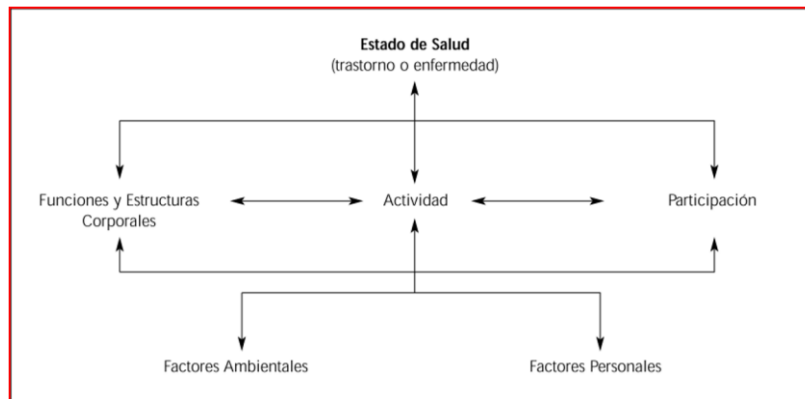 Estado de Salud
(trastorno o enfermedad)
Funciones y Estructuras
Corporales
Actividad
Participación
Factores Ambientales
Factores Personales